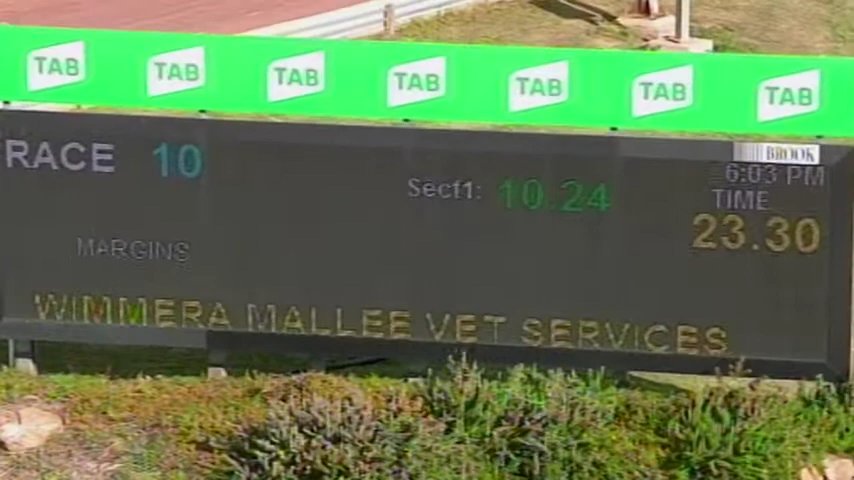 TAB TAB TAB TAB TAB TAB TAB
BROOK
RACE 10
6:03 PM
Sect1: 10.24
TIME
23.30
MARGINS
WIMMERA MALLEE VET SERVICES